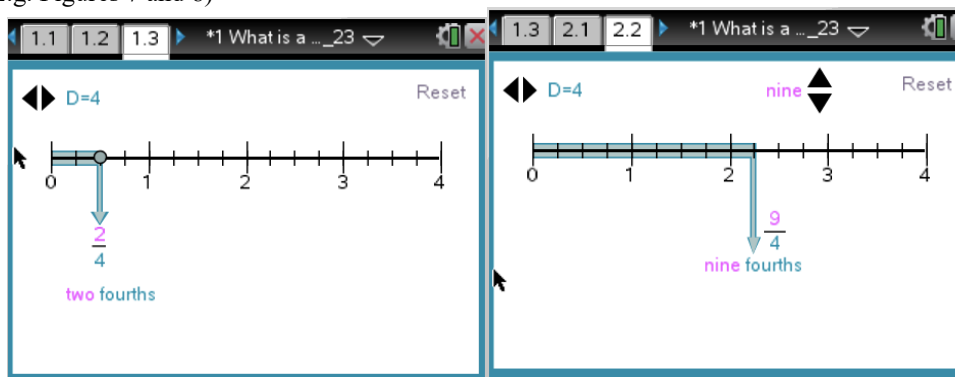 1.1 1.2 1.3 *1 What is a ..._23
D=4 Reset
0 1 2 3 4
2
4
two fourths
1.3 2.1 2.2 *1 What is a ..._23
D=4 nine Reset
0 1 2 3 4
9
4
nine fourths